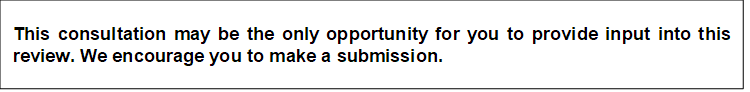 This consultation may be the only opportunity for you to provide input into this
review. We encourage you to make a submission.